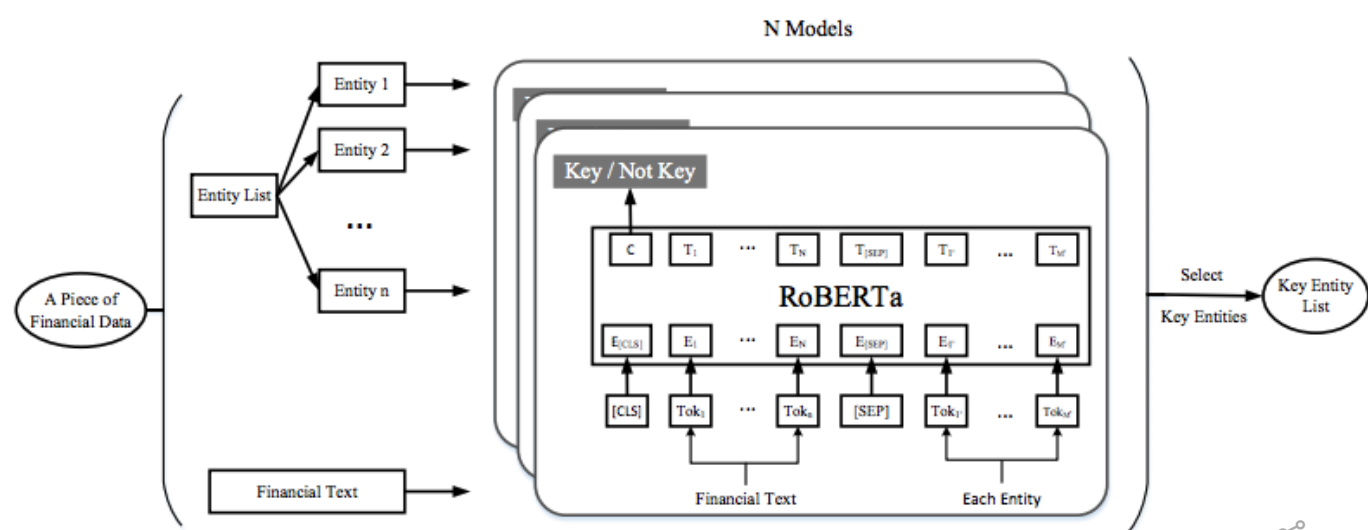 N Models
Entity 1
Entity 2
Entity List
...
Entity n
A Piece of
Financial Data
Financial Text
Key / Not Key
C T1 ... TN T[SEP] T1' ... TM'
RoBERTa
E[CLS] E1 ... EN E[SEP] E1' ... EM'
[CLS] Tok1 ... Tokn [SEP] Tok1' ... TokM'
Financial Text Each Entity
Select
Key Entities
Key Entity
List